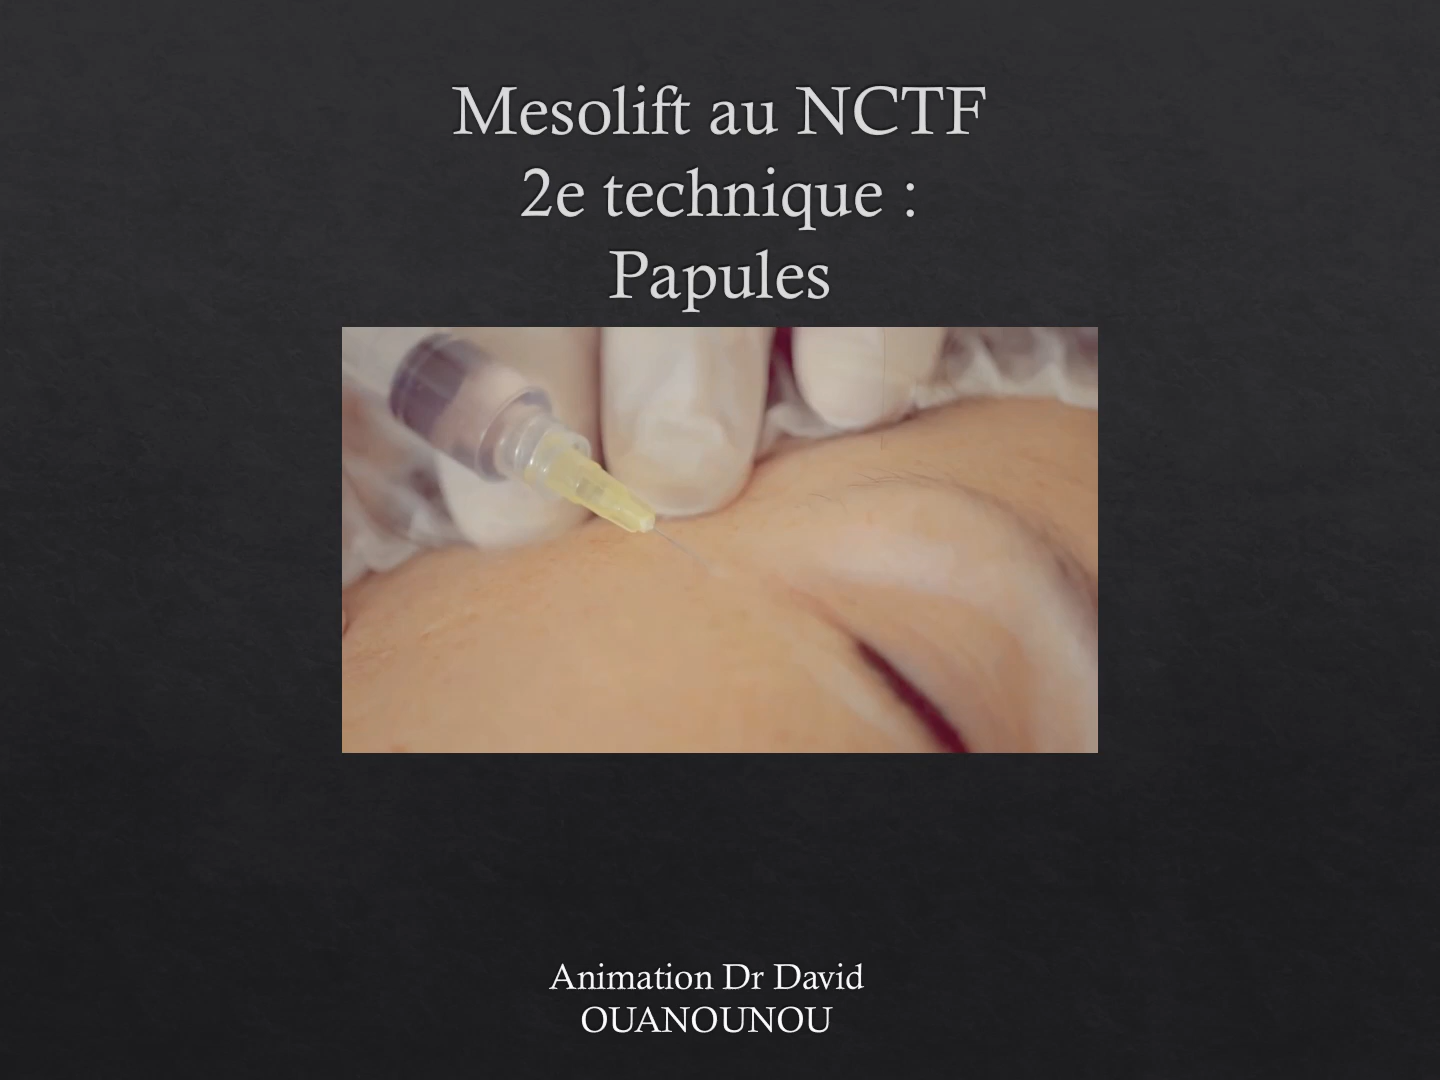 Mesolift au NCTF
2e technique :
Papules
Animation Dr David
OUANOUNOU